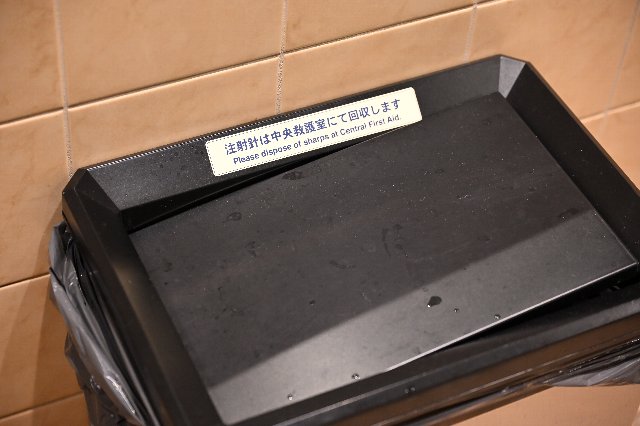 注射針は中央救護室にて回収します
Please dispose of sharps at Central First Aid.